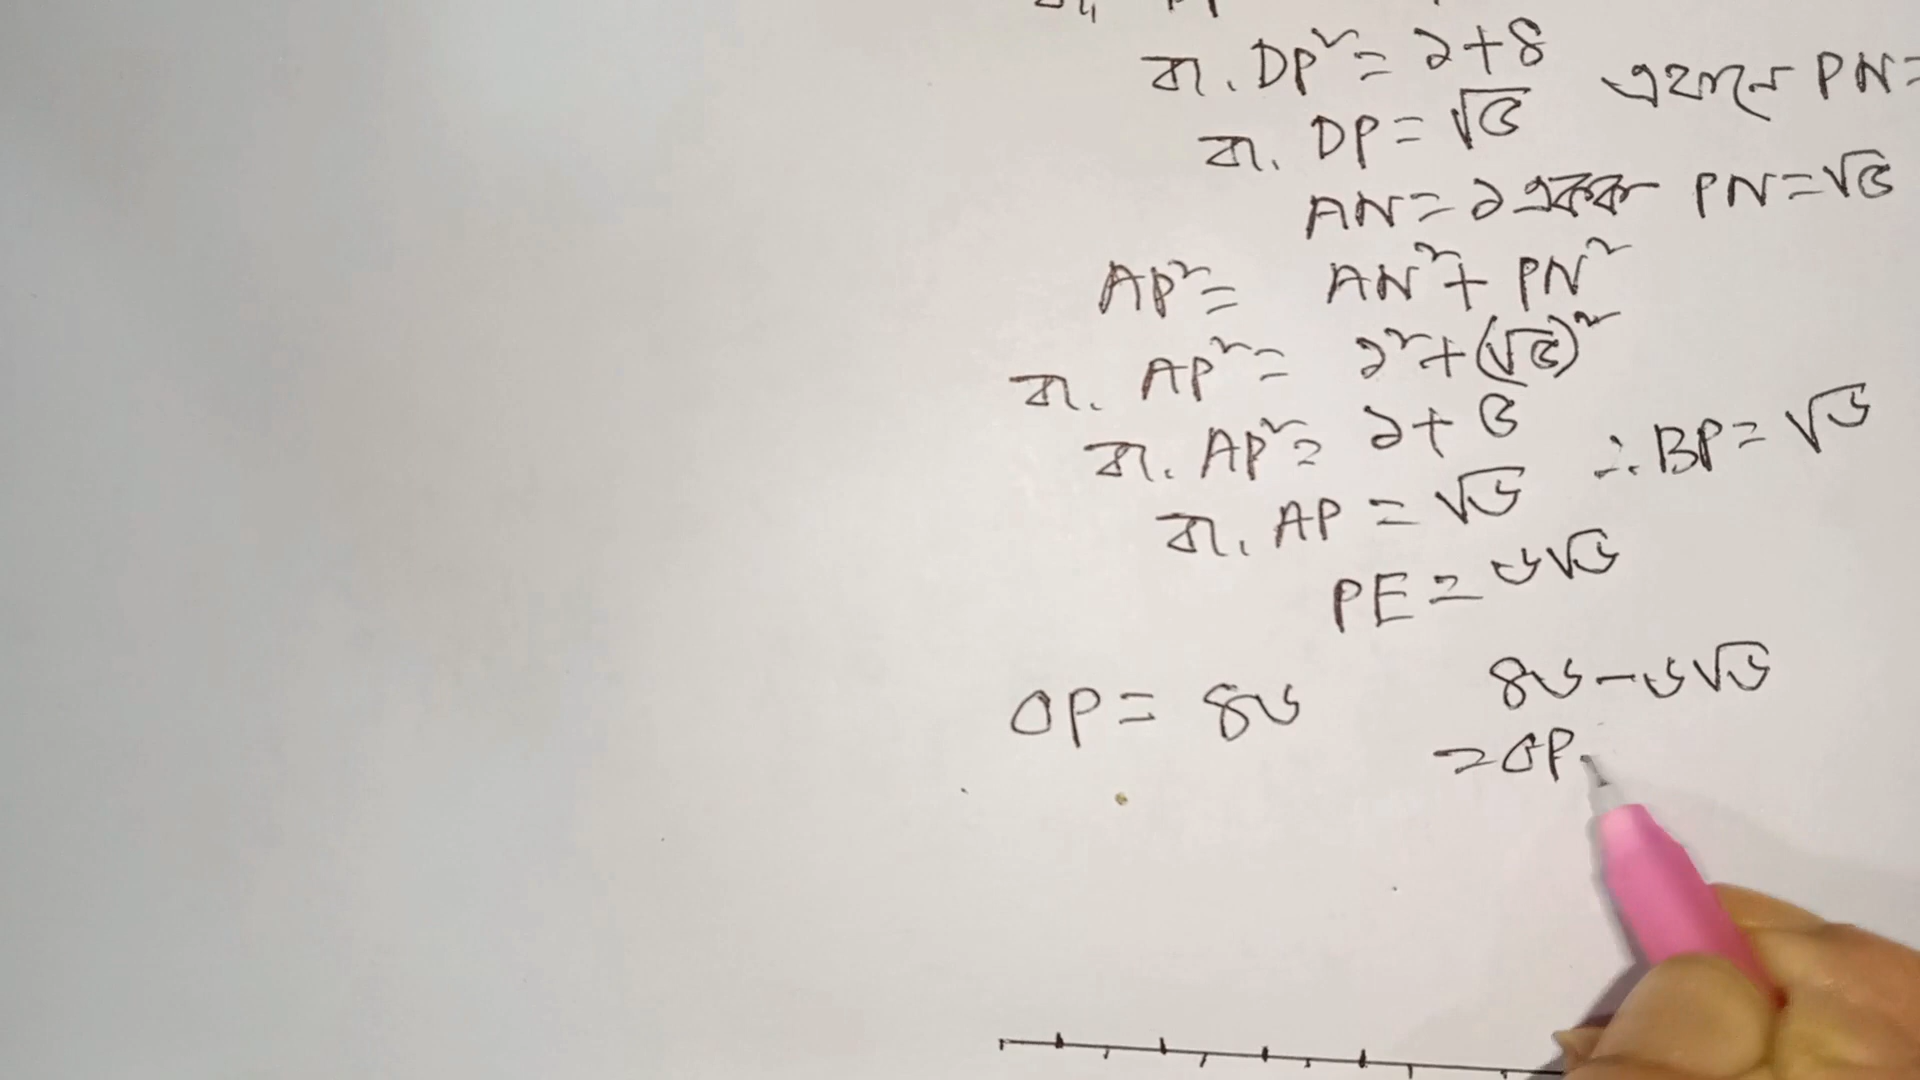 বা. DP² = ১+৪
এখানে PN =
বা. DP = √৫
AN = ১ একক PN = √৫
AP² = AN² + PN²
বা. AP² = ১² + (√৫)²
বা. AP² = ১ + ৫
বা. AP = √৬ ∴ BP = √৬
PE = ৬√৬
OP = ৪৬ ৪৬ – ৬√৬
= OP